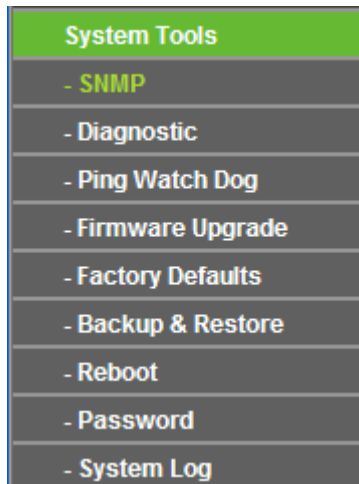 System Tools
- SNMP
- Diagnostic
- Ping Watch Dog
- Firmware Upgrade
- Factory Defaults
- Backup & Restore
- Reboot
- Password
- System Log